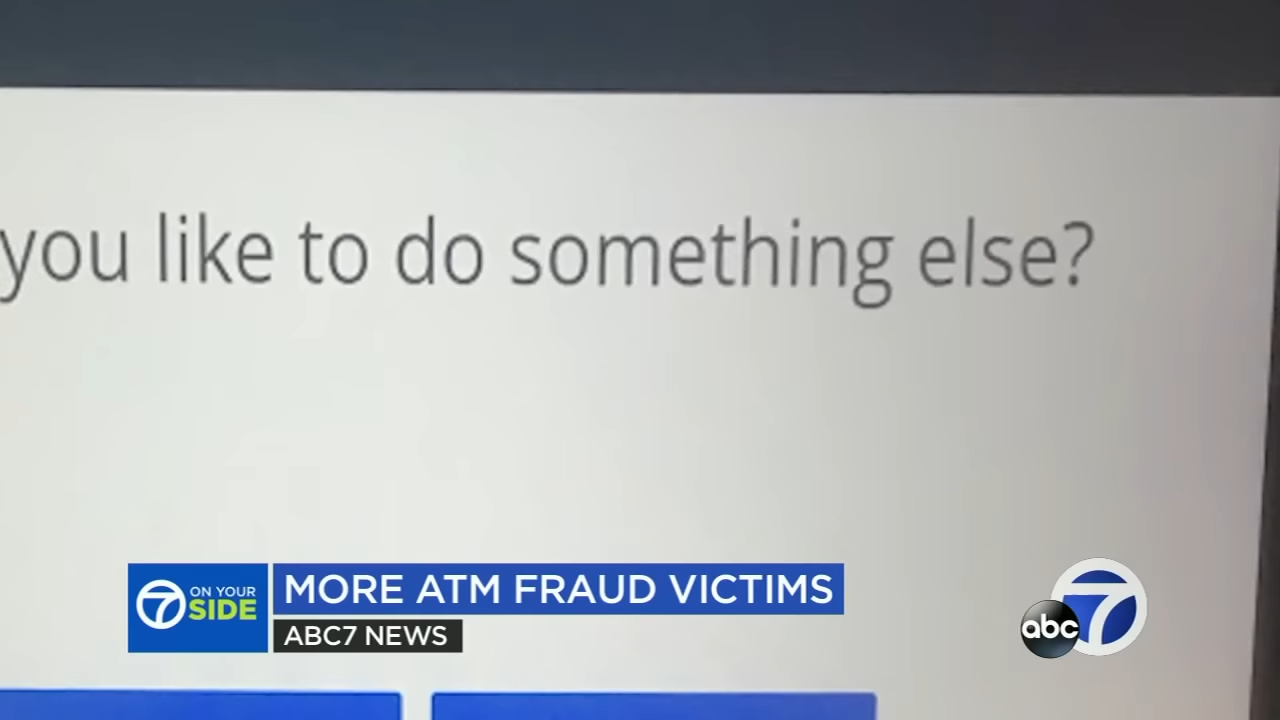 you like to do something else?
7 ON YOUR SIDE
MORE ATM FRAUD VICTIMS
ABC7 NEWS
abc 7